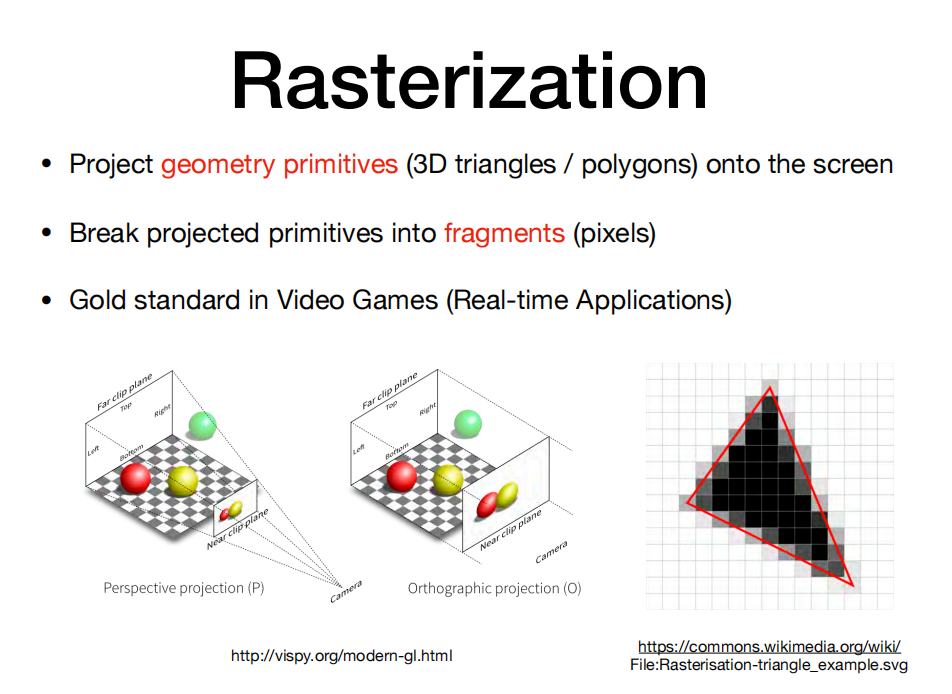 Rasterization
• Project geometry primitives (3D triangles / polygons) onto the screen
• Break projected primitives into fragments (pixels)
• Gold standard in Video Games (Real-time Applications)
Far clip plane
Top
Right
Left
Bottom
Near clip plane
Camera
Perspective projection (P)
Far clip plane
Top
Right
Left
Bottom
Near clip plane
Camera
Orthographic projection (O)
http://vispy.org/modern-gl.html
https://commons.wikimedia.org/wiki/
File:Rasterisation-triangle_example.svg